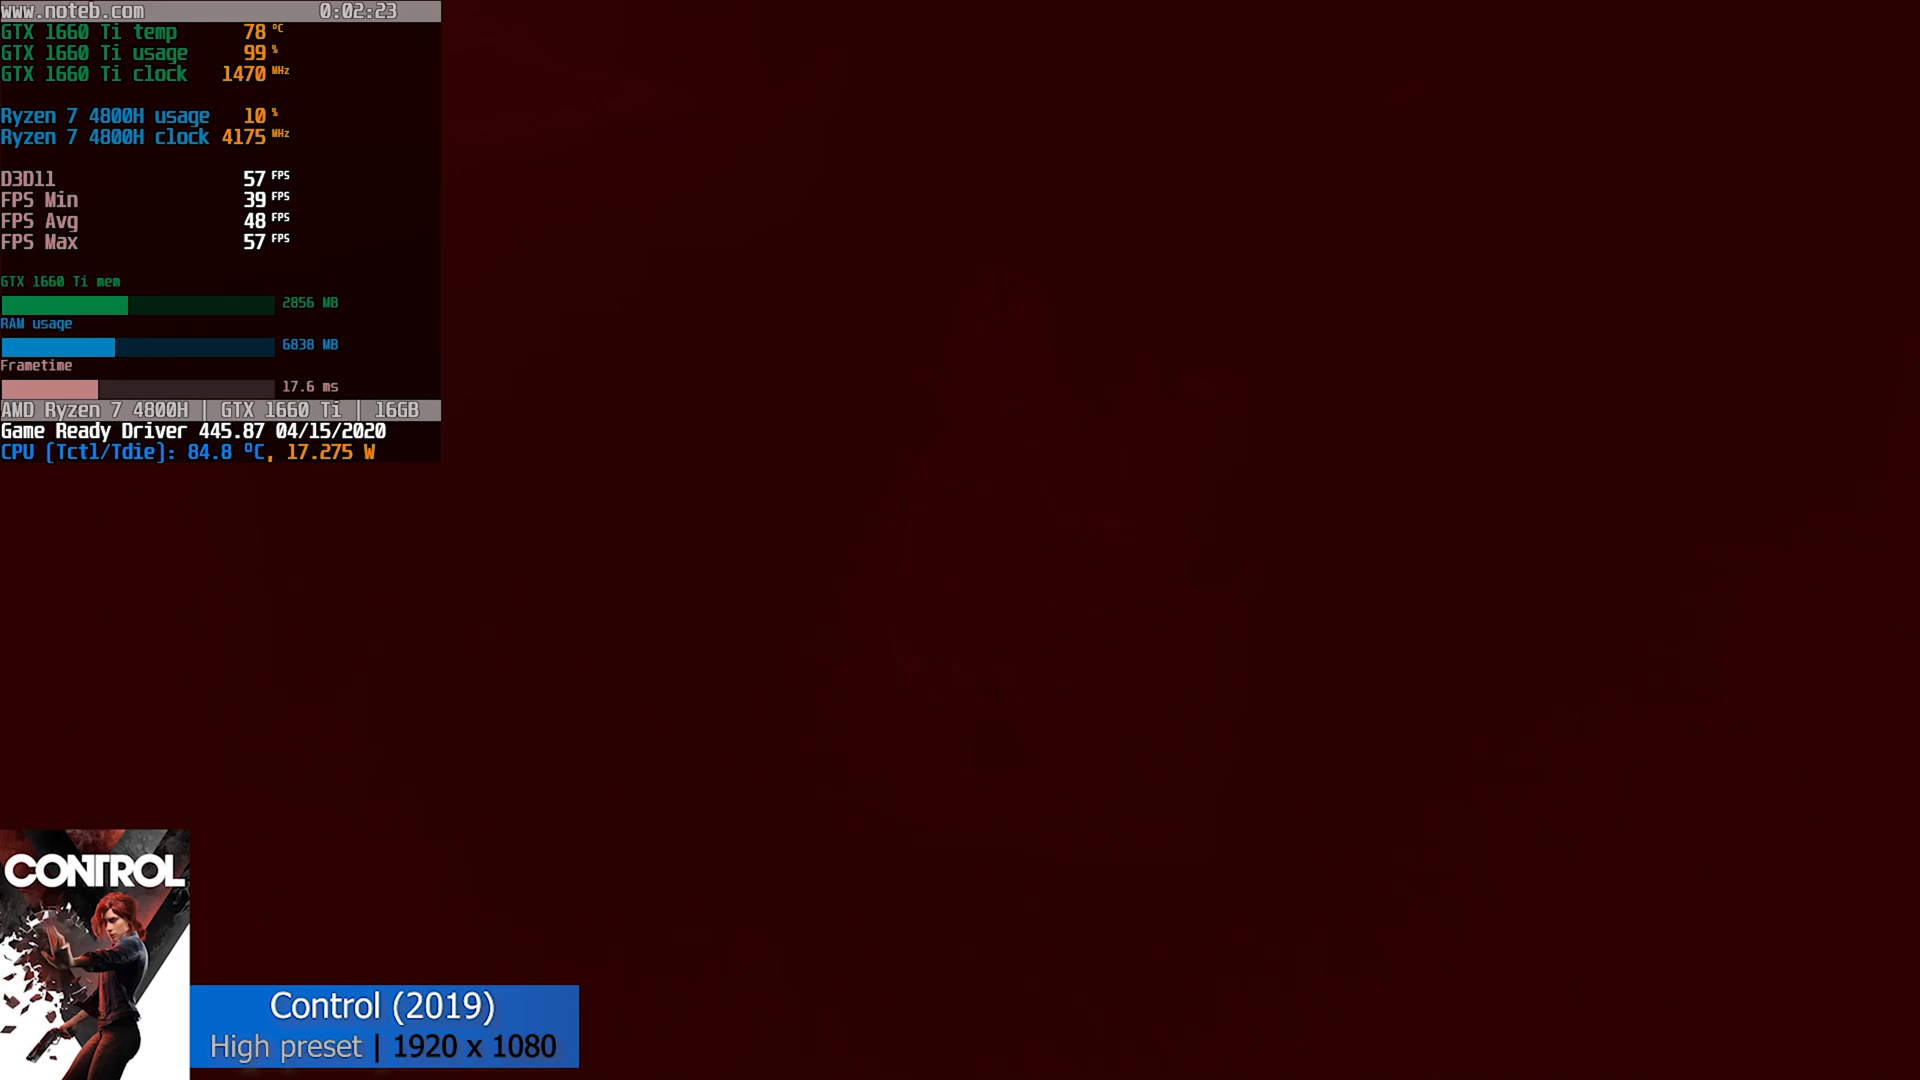 www.noteb.com 0:02:23
GTX 1660 Ti temp 78 °C
GTX 1660 Ti usage 99 %
GTX 1660 Ti clock 1470 MHz
Ryzen 7 4800H usage 10 %
Ryzen 7 4800H clock 4175 MHz
D3D11 57 FPS
FPS Min 39 FPS
FPS Avg 48 FPS
FPS Max 57 FPS
GTX 1660 Ti mem
2856 MB
RAM usage
6838 MB
Frametime
17.6 ms
AMD Ryzen 7 4800H | GTX 1660 Ti | 16GB
Game Ready Driver 445.87 04/15/2020
CPU [Tctl/Tdie]: 84.8 ºC, 17.275 W
CONTROL
Control (2019)
High preset | 1920 x 1080